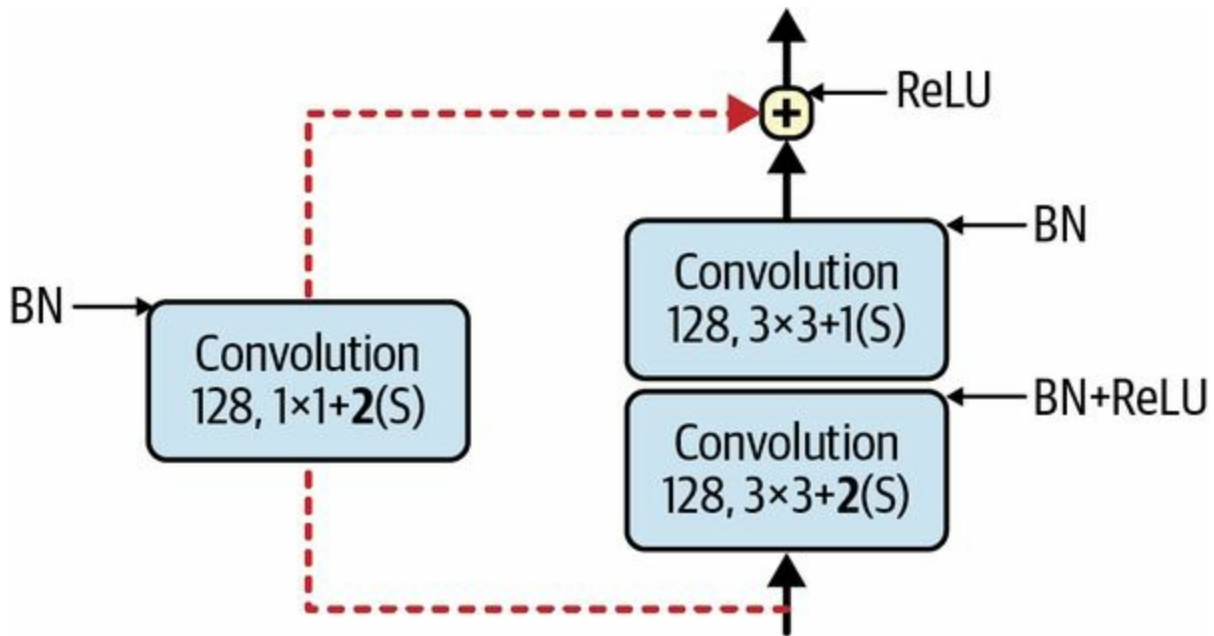 ReLU
BN
Convolution
128, 3×3+1(S)
BN
Convolution
128, 1×1+2(S)
BN+ReLU
Convolution
128, 3×3+2(S)